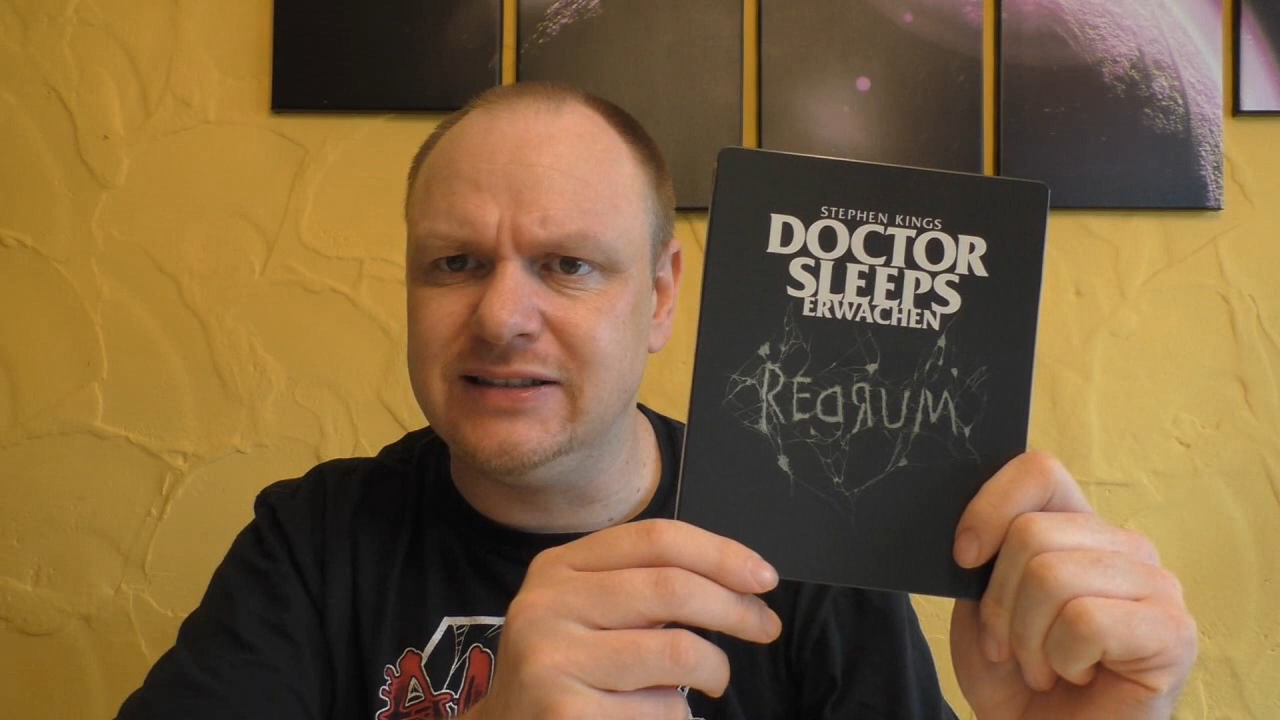 STEPHEN KINGS
DOCTOR
SLEEPS
ERWACHEN
REDRUM